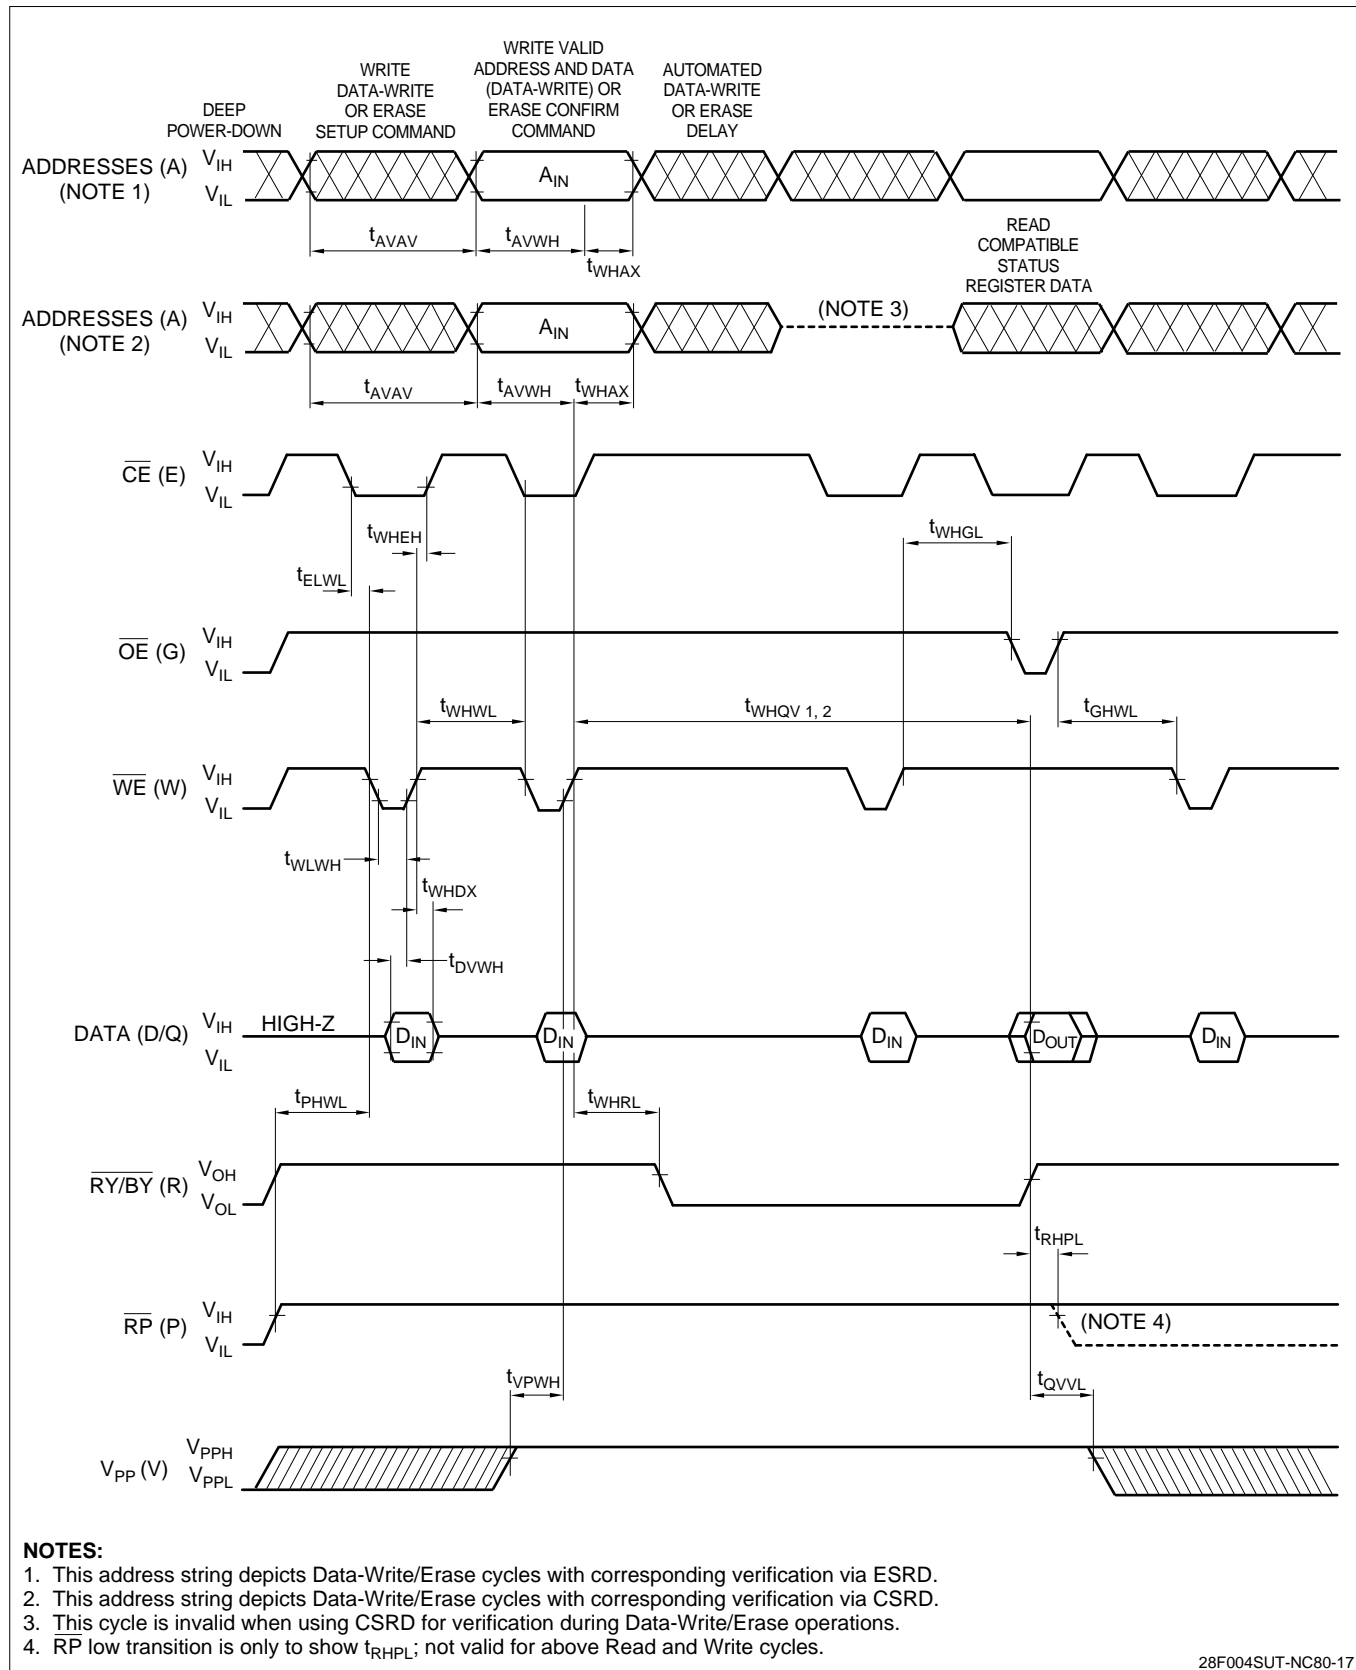 DEEP
POWER-DOWN
WRITE
DATA-WRITE
OR ERASE
SETUP COMMAND
WRITE VALID
ADDRESS AND DATA
(DATA-WRITE) OR
ERASE CONFIRM
COMMAND
AUTOMATED
DATA-WRITE
OR ERASE
DELAY
ADDRESSES (A)
(NOTE 1)
VIH
VIL
AIN
tAVAV
tAVWH
tWHAX
READ
COMPATIBLE
STATUS
REGISTER DATA
ADDRESSES (A)
(NOTE 2)
VIH
VIL
AIN
(NOTE 3)
tAVAV
tAVWH
tWHAX
CE (E)
VIH
VIL
tWHEH
tWHGL
tELWL
OE (G)
VIH
VIL
tWHWL
tWHQV 1, 2
tGHWL
WE (W)
VIH
VIL
tWLWH
tWHDX
tDVWH
DATA (D/Q)
VIH
VIL
HIGH-Z
DIN
DIN
DIN
DOUT
DIN
tPHWL
tWHRL
RY/BY (R)
VOH
VOL
tRHPL
RP (P)
VIH
VIL
(NOTE 4)
tVPWH
tQVVL
VPP (V)
VPPH
VPPL
NOTES:
1. This address string depicts Data-Write/Erase cycles with corresponding verification via ESRD.
2. This address string depicts Data-Write/Erase cycles with corresponding verification via CSRD.
3. This cycle is invalid when using CSRD for verification during Data-Write/Erase operations.
4. RP low transition is only to show tRHPL; not valid for above Read and Write cycles.
28F004SUT-NC80-17